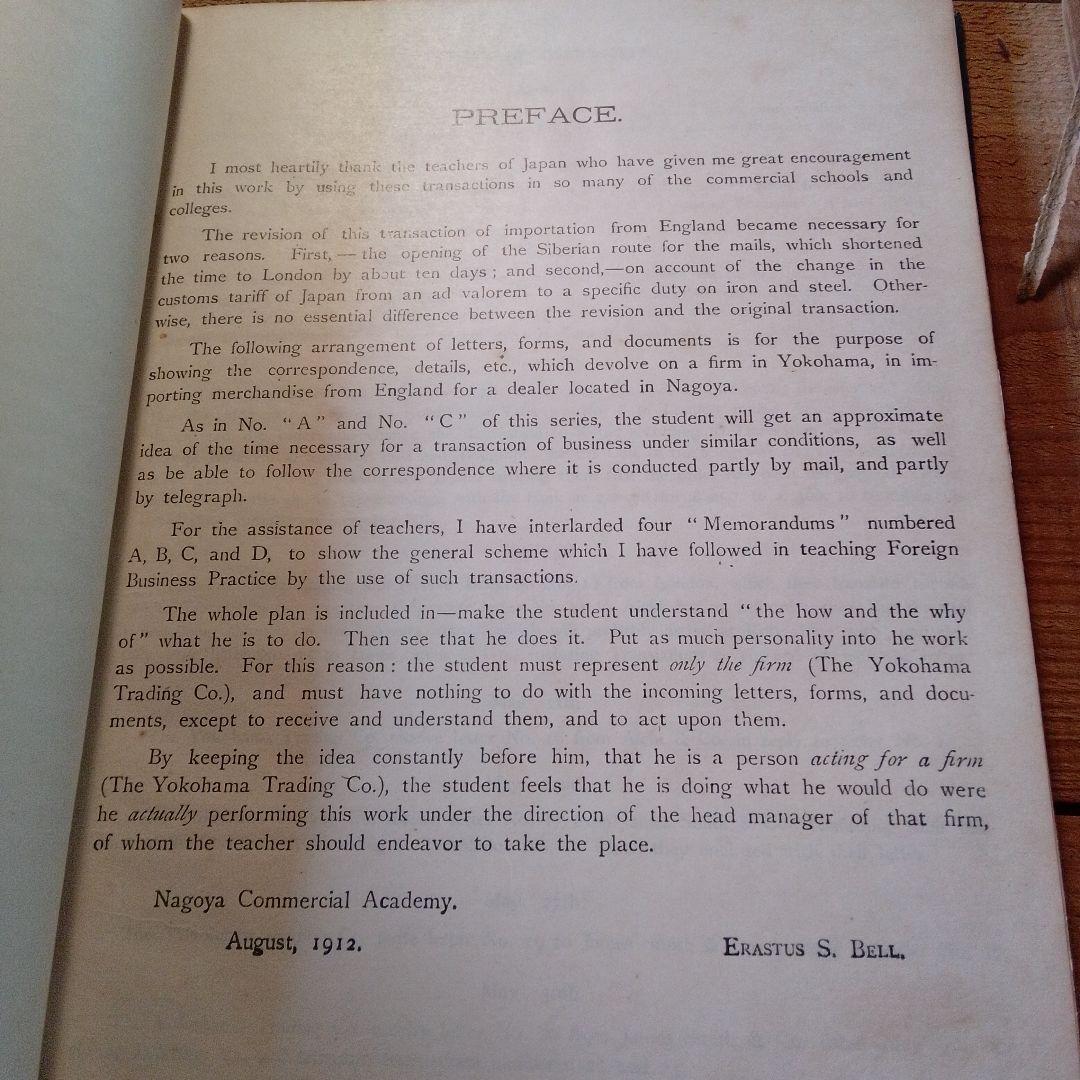 PREFACE.
I most heartily thank the teachers of Japan who have given me great encouragement
in this work by using these transactions in so many of the commercial schools and
colleges.
The revision of this transaction of importation from England became necessary for
two reasons. First, — the opening of the Siberian route for the mails, which shortened
the time to London by about ten days ; and second,—on account of the change in the
customs tariff of Japan from an ad valorem to a specific duty on iron and steel. Other-
wise, there is no essential difference between the revision and the original transaction.
The following arrangement of letters, forms, and documents is for the purpose of
showing the correspondence, details, etc., which devolve on a firm in Yokohama, in im-
porting merchandise from England for a dealer located in Nagoya.
As in No. "A" and No. "C" of this series, the student will get an approximate
idea of the time necessary for a transaction of business under similar conditions, as well
as be able to follow the correspondence where it is conducted partly by mail, and partly
by telegraph.
For the assistance of teachers, I have interlarded four "Memorandums" numbered
A, B, C, and D, to show the general scheme which I have followed in teaching Foreign
Business Practice by the use of such transactions.
The whole plan is included in—make the student understand "the how and the why
of" what he is to do. Then see that he does it. Put as much personality into he work
as possible. For this reason : the student must represent only the firm (The Yokohama
Trading Co.), and must have nothing to do with the incoming letters, forms, and docu-
ments, except to receive and understand them, and to act upon them.
By keeping the idea constantly before him, that he is a person acting for a firm
(The Yokohama Trading Co.), the student feels that he is doing what he would do were
he actually performing this work under the direction of the head manager of that firm,
of whom the teacher should endeavor to take the place.
Nagoya Commercial Academy.
August, 1912.
ERASTUS S. BELL.